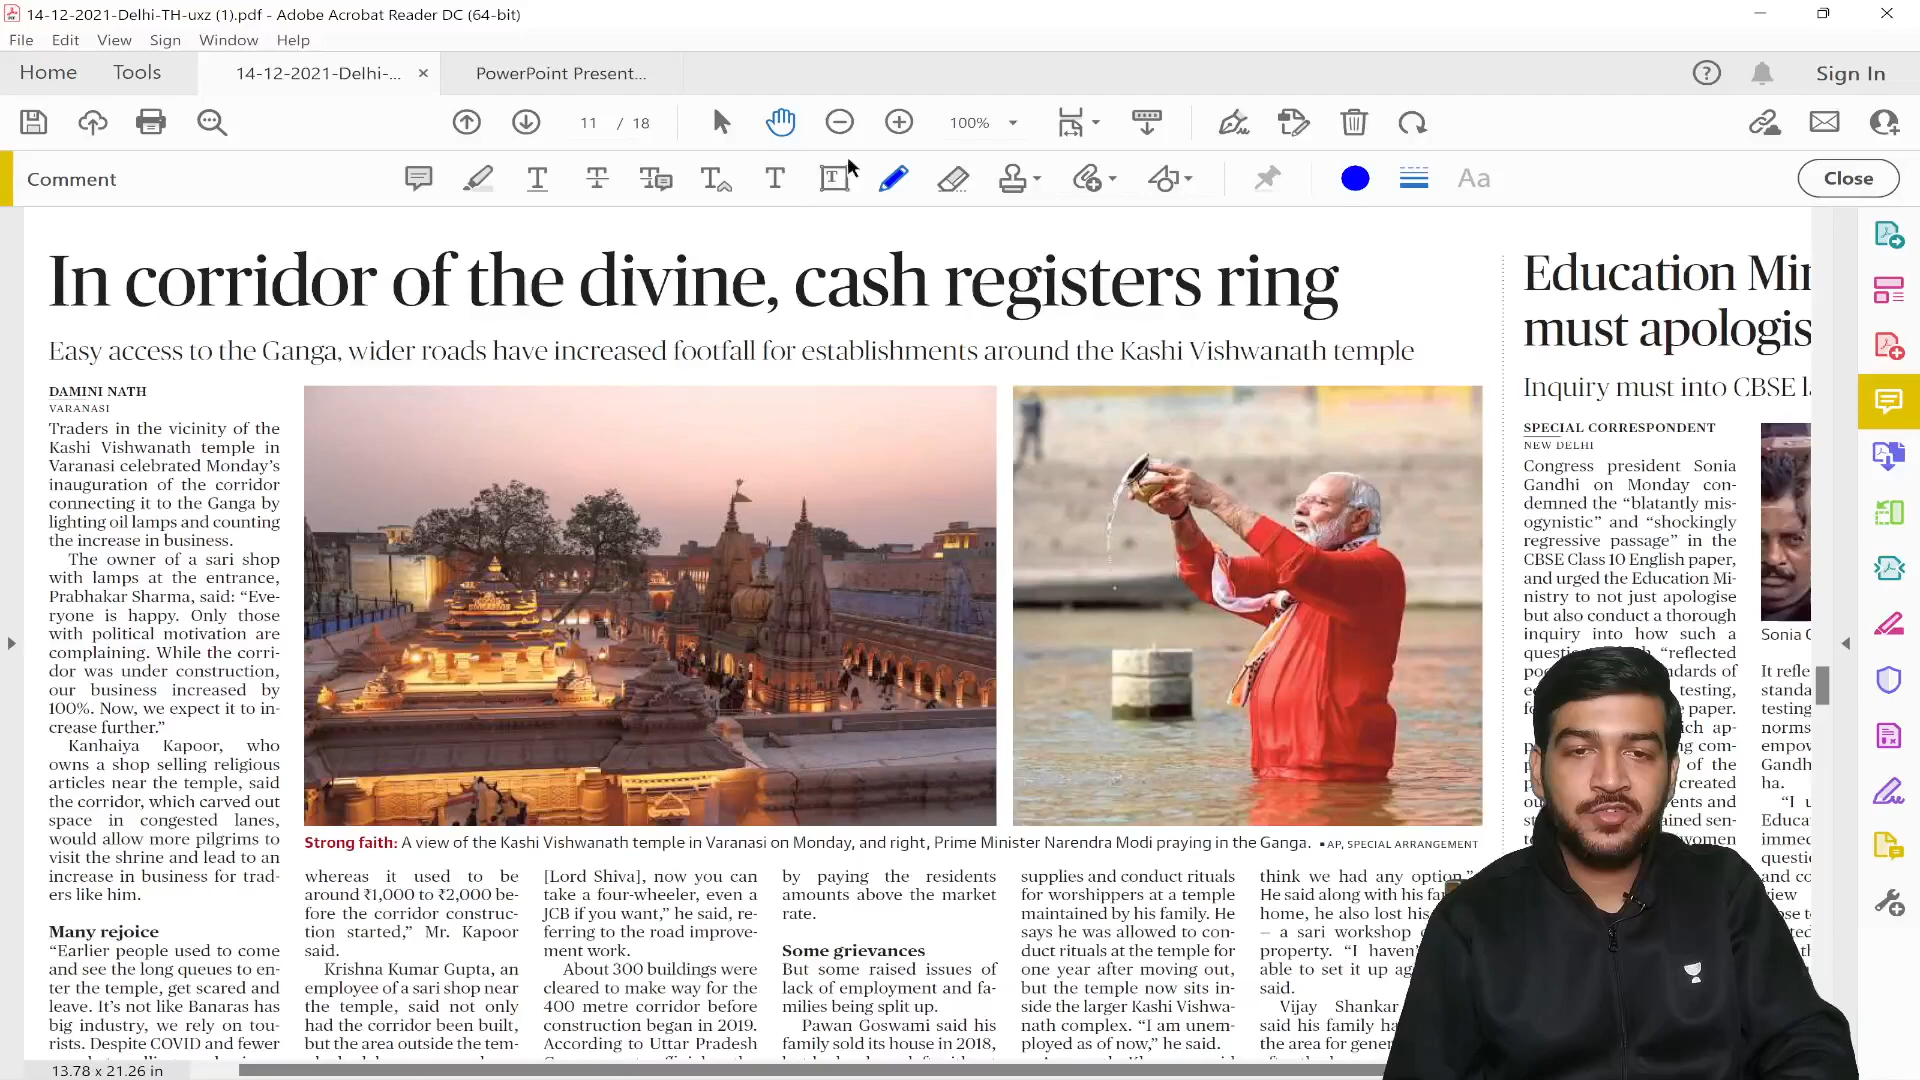 14-12-2021-Delhi-TH-uxz (1).pdf - Adobe Acrobat Reader DC (64-bit)
File Edit View Sign Window Help
Home Tools 14-12-2021-Delhi-... × PowerPoint Present... Sign In
11 / 18 100%
Comment Close
In corridor of the divine, cash registers ring
Easy access to the Ganga, wider roads have increased footfall for establishments around the Kashi Vishwanath temple
DAMINI NATH
VARANASI
Traders in the vicinity of the
Kashi Vishwanath temple in
Varanasi celebrated Monday's
inauguration of the corridor
connecting it to the Ganga by
lighting oil lamps and counting
the increase in business.
The owner of a sari shop
with lamps at the entrance,
Prabhakar Sharma, said: “Eve-
ryone is happy. Only those
with political motivation are
complaining. While the corri-
dor was under construction,
our business increased by
100%. Now, we expect it to in-
crease further.”
Kanhaiya Kapoor, who
owns a shop selling religious
articles near the temple, said
the corridor, which carved out
space in congested lanes,
would allow more pilgrims to
visit the shrine and lead to an
increase in business for trad-
ers like him.
Many rejoice
“Earlier people used to come
and see the long queues to en-
ter the temple, get scared and
leave. It's not like Banaras has
big industry, we rely on tou-
rists. Despite COVID and fewer
Strong faith: A view of the Kashi Vishwanath temple in Varanasi on Monday, and right, Prime Minister Narendra Modi praying in the Ganga. ▪ AP, SPECIAL ARRANGEMENT
whereas it used to be
around ₹1,000 to ₹2,000 be-
fore the corridor construc-
tion started,” Mr. Kapoor
said.
Krishna Kumar Gupta, an
employee of a sari shop near
the temple, said not only
had the corridor been built,
but the area outside the tem-
[Lord Shiva], now you can
take a four-wheeler, even a
JCB if you want,” he said, re-
ferring to the road improve-
ment work.
About 300 buildings were
cleared to make way for the
400 metre corridor before
construction began in 2019.
According to Uttar Pradesh
by paying the residents
amounts above the market
rate.
Some grievances
But some raised issues of
lack of employment and fa-
milies being split up.
Pawan Goswami said his
family sold its house in 2018,
supplies and conduct rituals
for worshippers at a temple
maintained by his family. He
says he was allowed to con-
duct rituals at the temple for
one year after moving out,
but the temple now sits in-
side the larger Kashi Vishwa-
nath complex. “I am unem-
ployed as of now,” he said.
think we had any option.”
He said along with his
home, he also lost his
– a sari workshop
property. “I haven't
able to set it up
said.
Vijay Shankar
said his family
the area for
Education
must
Inquiry must into CBSE
SPECIAL CORRESPONDENT
NEW DELHI
Congress president Sonia
Gandhi on Monday con-
demned the “blatantly mis-
ogynistic” and “shockingly
regressive passage” in the
CBSE Class 10 English paper,
and urged the Education Mi-
nistry to not just apologise
but also conduct a thorough
inquiry into how such a
“reflected
of
testing,
paper.
of the
created
and
women
Sonia
It
testing
norms
ha.
“I
13.78 x 21.26 in